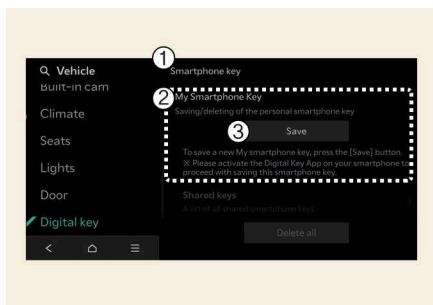 1
Vehicle
Smartphone key
Built-in cam
2
My Smartphone Key
Saving/deleting of the personal smartphone key
Climate
3
Save
Seats
To save a new My smartphone key, press the [Save] button.
※ Please activate the Digital Key App on your smartphone to
proceed with saving this smartphone key.
Lights
Door
Shared keys
A list of all shared smartphone keys
Digital key
Delete all